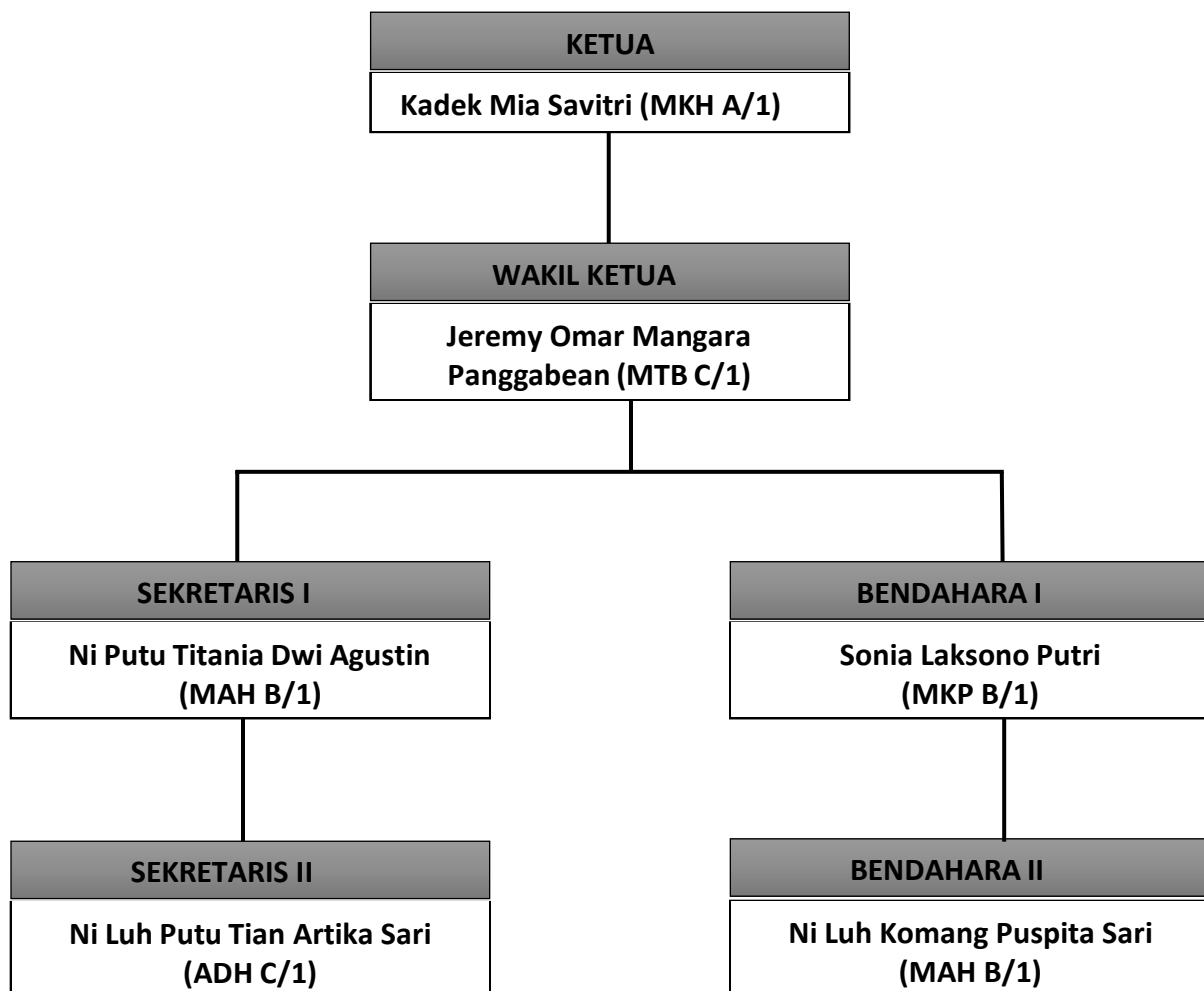 KETUA
Kadek Mia Savitri (MKH A/1)
WAKIL KETUA
Jeremy Omar Mangara
Panggabean (MTB C/1)
SEKRETARIS I
Ni Putu Titania Dwi Agustin
(MAH B/1)
BENDAHARA I
Sonia Laksono Putri
(MKP B/1)
SEKRETARIS II
Ni Luh Putu Tian Artika Sari
(ADH C/1)
BENDAHARA II
Ni Luh Komang Puspita Sari
(MAH B/1)